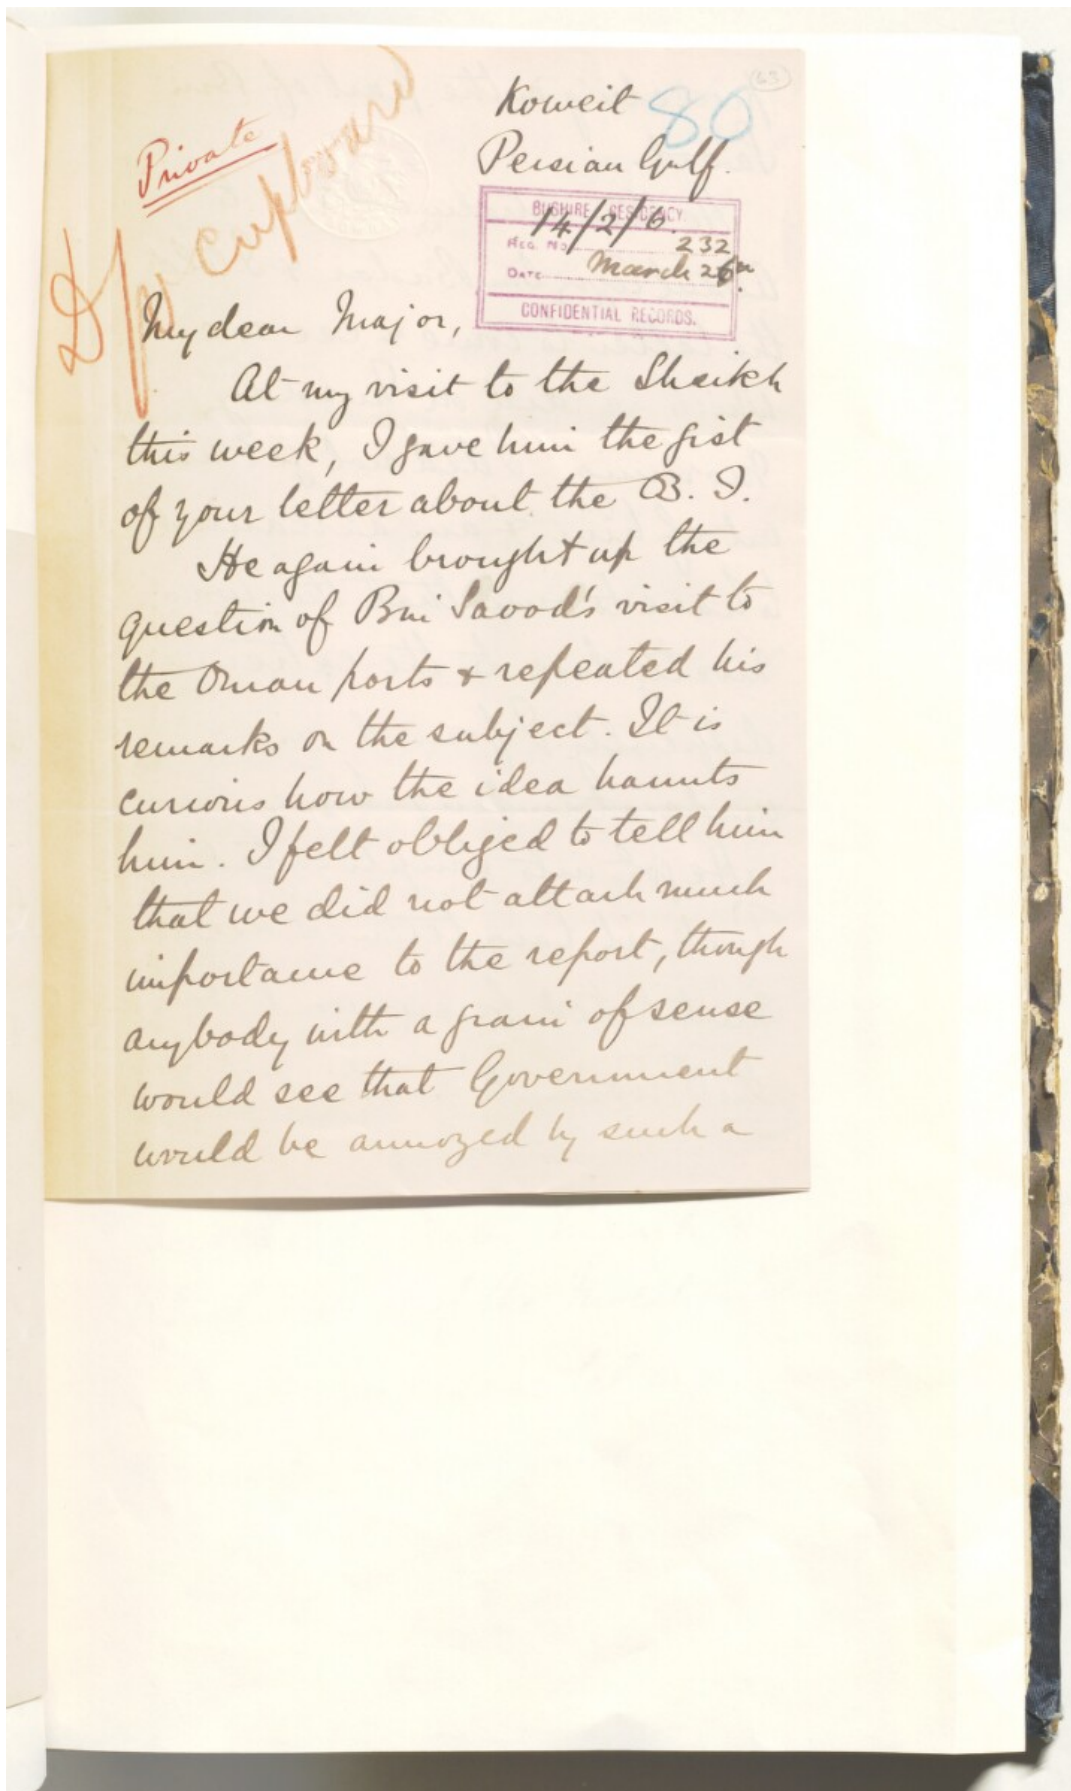 63
Koweit
80
Persian Gulf.
Private
Cupboard
BUSHIRE RESIDENCY.
14/2/6.
REG. No. 232
DATE March 26th.
CONFIDENTIAL RECORDS.
My dear Major,
At my visit to the Sheikh
this week, I gave him the gist
of your letter about the B. I.
He again brought up the
question of Bin Saood's visit to
the Oman ports & repeated his
remarks on the subject. It is
curious how the idea haunts
him. I felt obliged to tell him
that we did not attach much
importance to the report, though
anybody with a grain of sense
would see that Government
would be annoyed by such a